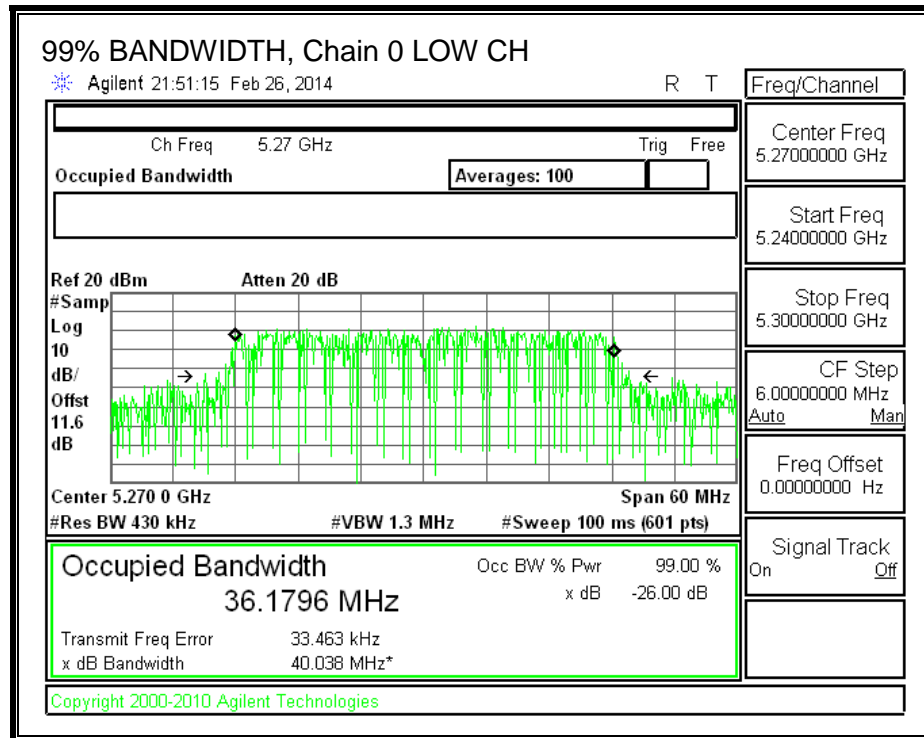 99% BANDWIDTH, Chain 0 LOW CH
Agilent 21:51:15 Feb 26, 2014 R T
Freq/Channel
Ch Freq 5.27 GHz Trig Free
Occupied Bandwidth Averages: 100
Center Freq
5.27000000 GHz
Start Freq
5.24000000 GHz
Stop Freq
5.30000000 GHz
CF Step
6.00000000 MHz
Auto Man
Freq Offset
0.00000000 Hz
Signal Track
On Off
Ref 20 dBm Atten 20 dB
#Samp
Log
10
dB/
Offst
11.6
dB
Center 5.270 0 GHz Span 60 MHz
#Res BW 430 kHz #VBW 1.3 MHz #Sweep 100 ms (601 pts)
Occupied Bandwidth Occ BW % Pwr 99.00 %
36.1796 MHz x dB -26.00 dB
Transmit Freq Error 33.463 kHz
x dB Bandwidth 40.038 MHz*
Copyright 2000-2010 Agilent Technologies